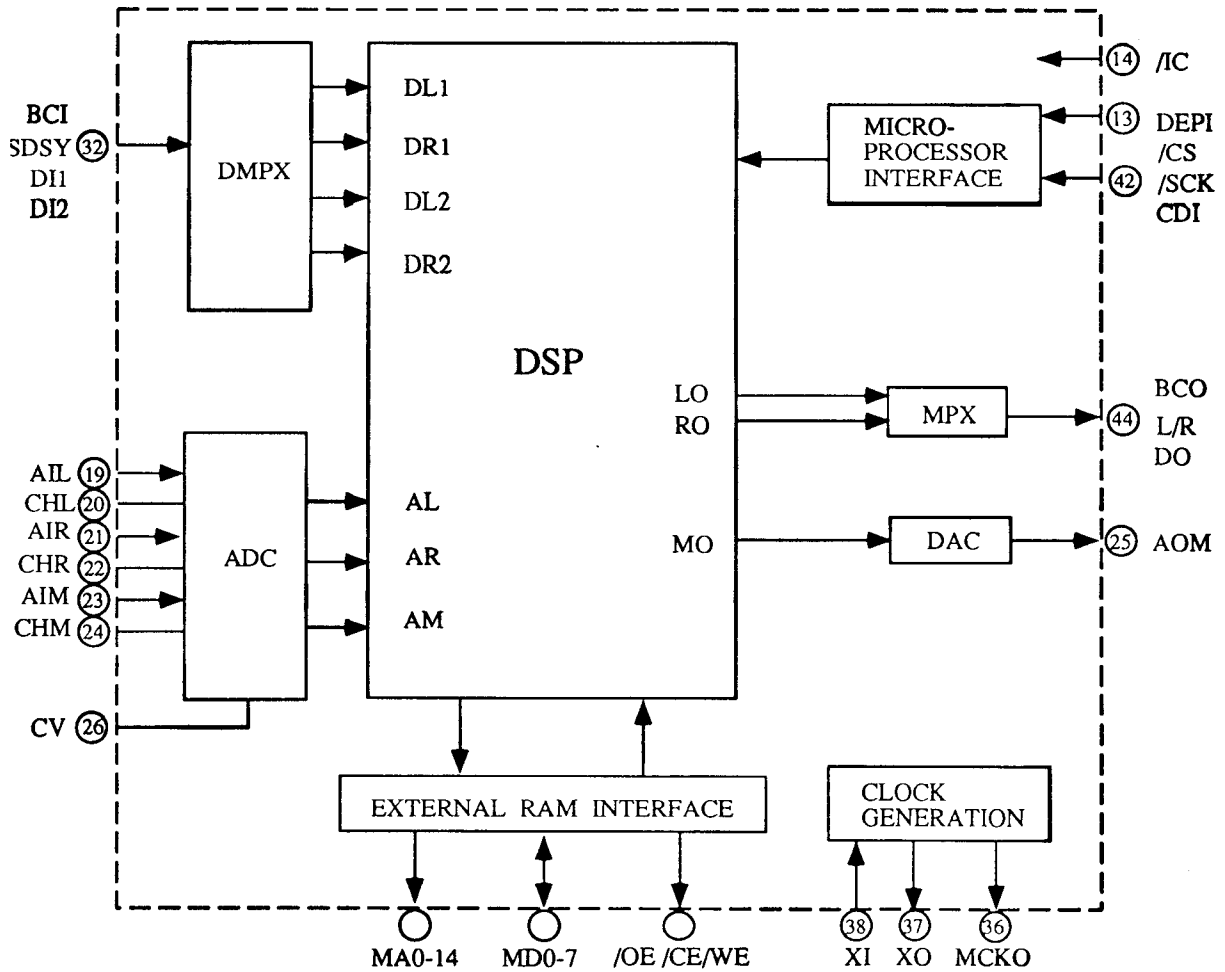 14 /IC
BCI
SDSY 32
DI1
DI2
DMPX
DL1
DR1
DL2
DR2
MICRO-
PROCESSOR
INTERFACE
13 DEPI
/CS
42 /SCK
CDI
DSP
LO
RO
MPX
BCO
44 L/R
DO
AIL 19
CHL 20
AIR 21
CHR 22
AIM 23
CHM 24
ADC
AL
AR
AM
MO
DAC
25 AOM
CV 26
EXTERNAL RAM INTERFACE
CLOCK
GENERATION
38 37 36
MA0-14 MD0-7 /OE /CE/WE XI XO MCKO